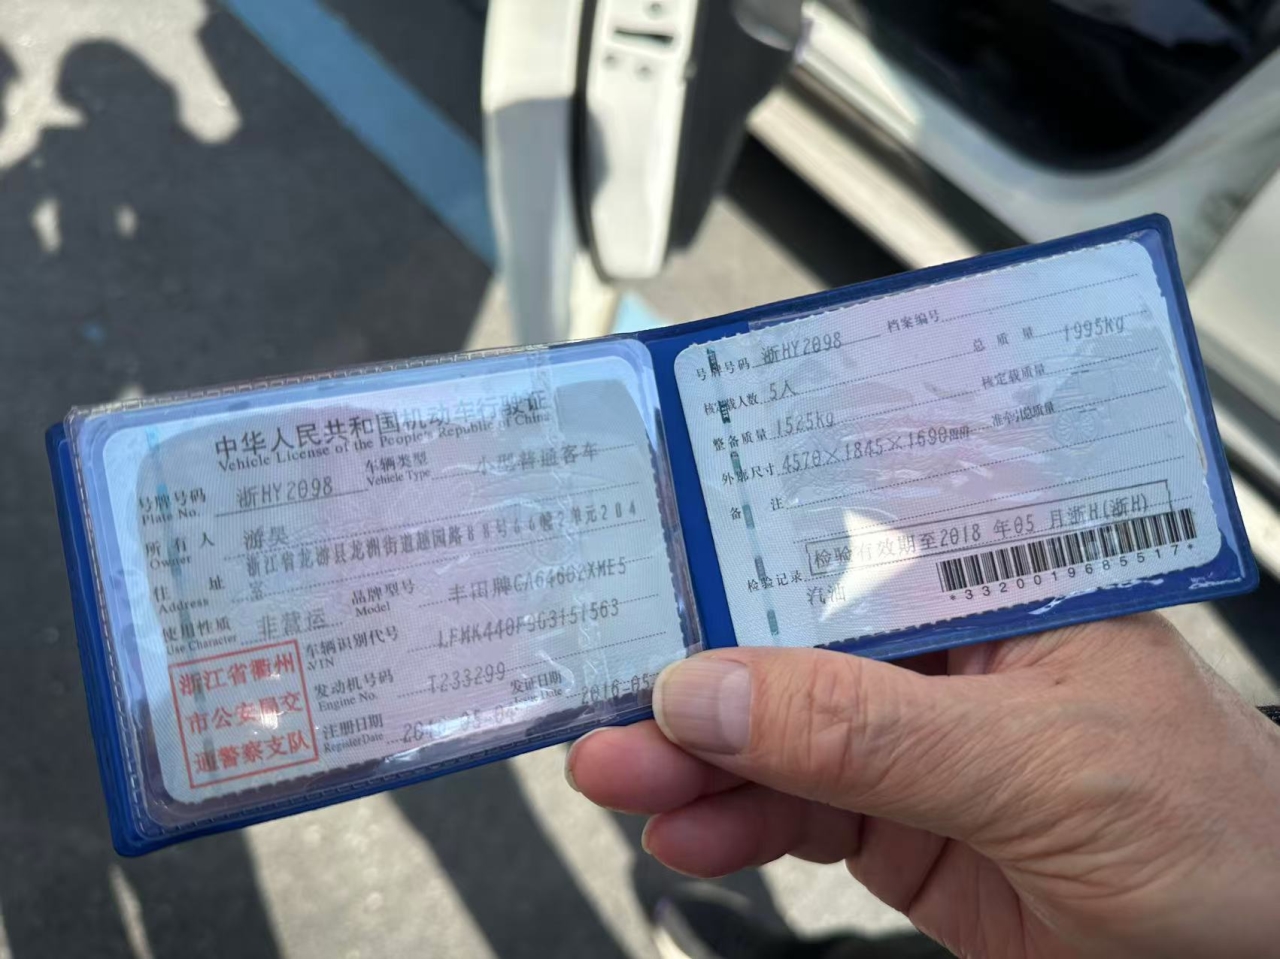 中华人民共和国机动车行驶证
Vehicle License of the People's Republic of China
号牌号码 浙HY2098 车辆类型 小型普通客车
Plate No. Vehicle Type
所有人 游昊
Owner
住址 浙江省龙游县龙洲街道越园路88号66幢2单元204室
Address
使用性质 非营运 品牌型号 丰田牌CA64602XME5
Use Character Model
车辆识别代号
VIN
发动机号码 T233299 发证日期
Engine No. Issue Date
注册日期
Register Date
浙江省衢州
市公安局交
通警察支队
号牌号码 浙HY2098 档案编号
核定载人数 5人 总质量 1995kg
整备质量 1525kg 核定载质量
外廓尺寸 4570×1845×1690mm 准牵引总质量
备注
检验有效期至2018年05月浙H(浙H)
检验记录
汽油
*3320019685517*